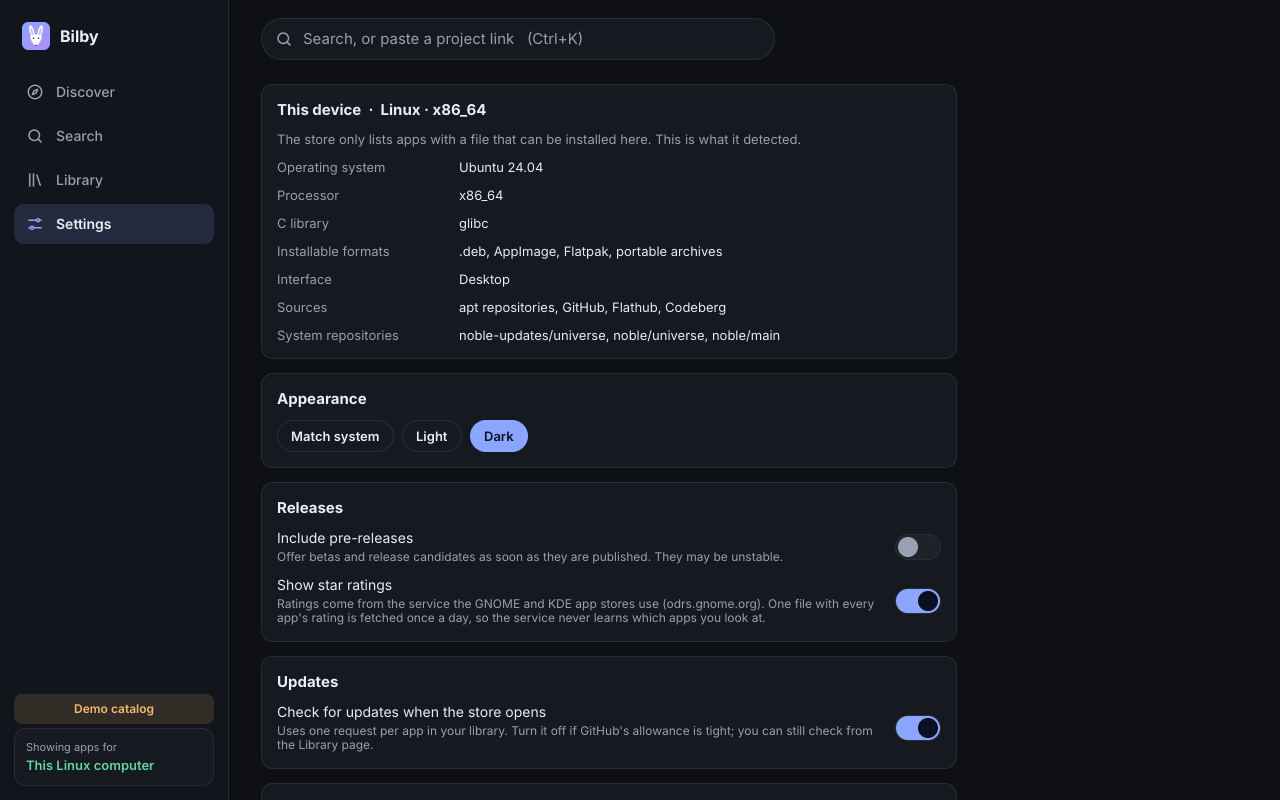 Bilby
Discover
Search
Library
Settings
Demo catalog
Showing apps for
This Linux computer
Search, or paste a project link (Ctrl+K)
This device · Linux · x86_64
The store only lists apps with a file that can be installed here. This is what it detected.
Operating system Ubuntu 24.04
Processor x86_64
C library glibc
Installable formats .deb, AppImage, Flatpak, portable archives
Interface Desktop
Sources apt repositories, GitHub, Flathub, Codeberg
System repositories noble-updates/universe, noble/universe, noble/main
Appearance
Match system Light Dark
Releases
Include pre-releases
Offer betas and release candidates as soon as they are published. They may be unstable.
Show star ratings
Ratings come from the service the GNOME and KDE app stores use (odrs.gnome.org). One file with every
app's rating is fetched once a day, so the service never learns which apps you look at.
Updates
Check for updates when the store opens
Uses one request per app in your library. Turn it off if GitHub's allowance is tight; you can still check from
the Library page.